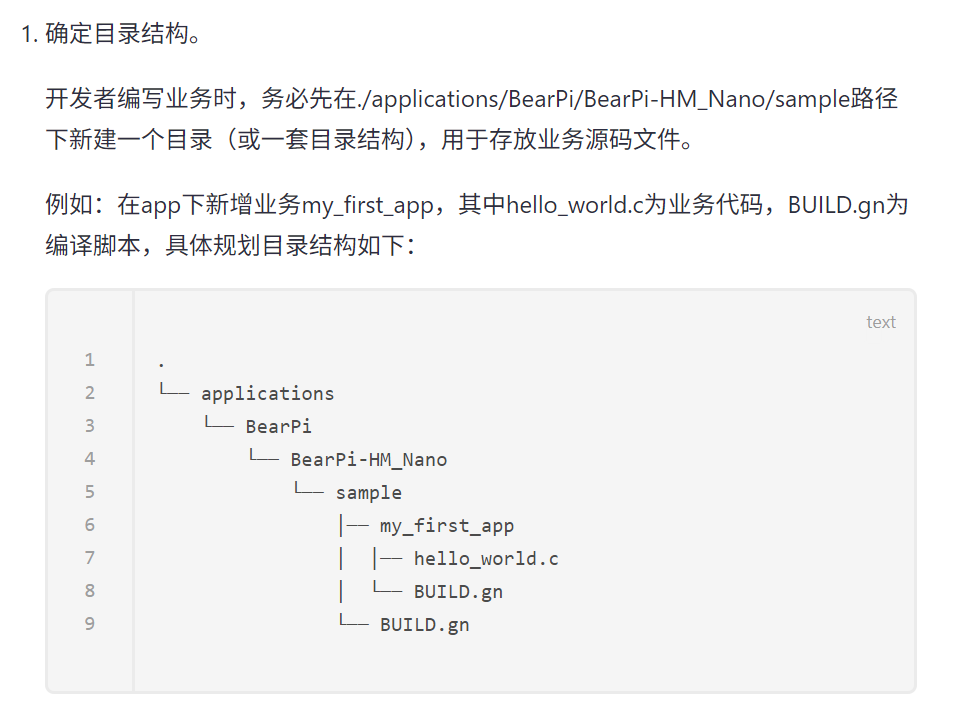 1. 确定目录结构。
开发者编写业务时，务必先在./applications/BearPi/BearPi-HM_Nano/sample路径
下新建一个目录（或一套目录结构），用于存放业务源码文件。
例如：在app下新增业务my_first_app，其中hello_world.c为业务代码，BUILD.gn为
编译脚本，具体规划目录结构如下：
text
1 .
2 └── applications
3     └── BearPi
4         └── BearPi-HM_Nano
5             └── sample
6                 │── my_first_app
7                 │  │── hello_world.c
8                 │  └── BUILD.gn
9                 └── BUILD.gn